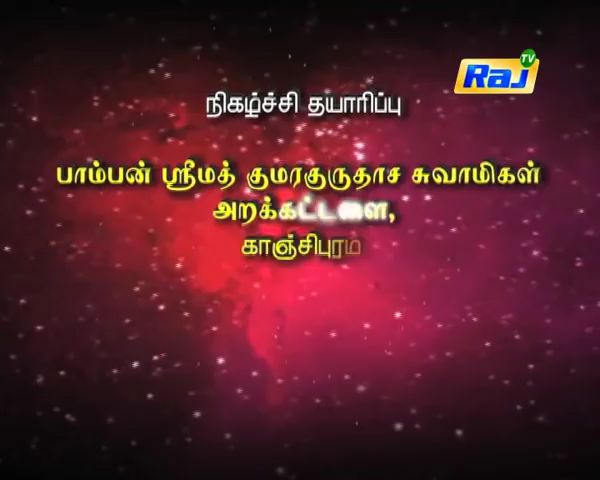 Raj TV
நிகழ்ச்சி தயாரிப்பு
பாம்பன் ஸ்ரீமத் குமரகுருதாச சுவாமிகள்
அறக்கட்டளை,
காஞ்சிபுரம்